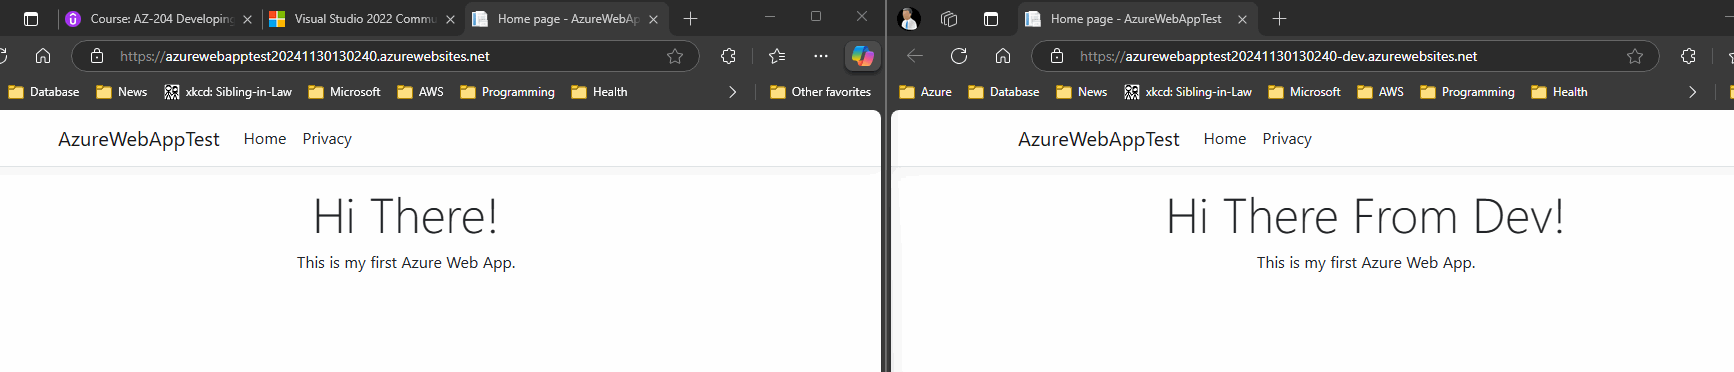 Course: AZ-204 Developing
Visual Studio 2022 Commu
Home page - AzureWebAp
https://azurewebapptest20241130130240.azurewebsites.net
Database News xkcd: Sibling-in-Law Microsoft AWS Programming Health Other favorites
AzureWebAppTest Home Privacy
Hi There!
This is my first Azure Web App.
Home page - AzureWebAppTest
https://azurewebapptest20241130130240-dev.azurewebsites.net
Azure Database News xkcd: Sibling-in-Law Microsoft AWS Programming Health
AzureWebAppTest Home Privacy
Hi There From Dev!
This is my first Azure Web App.